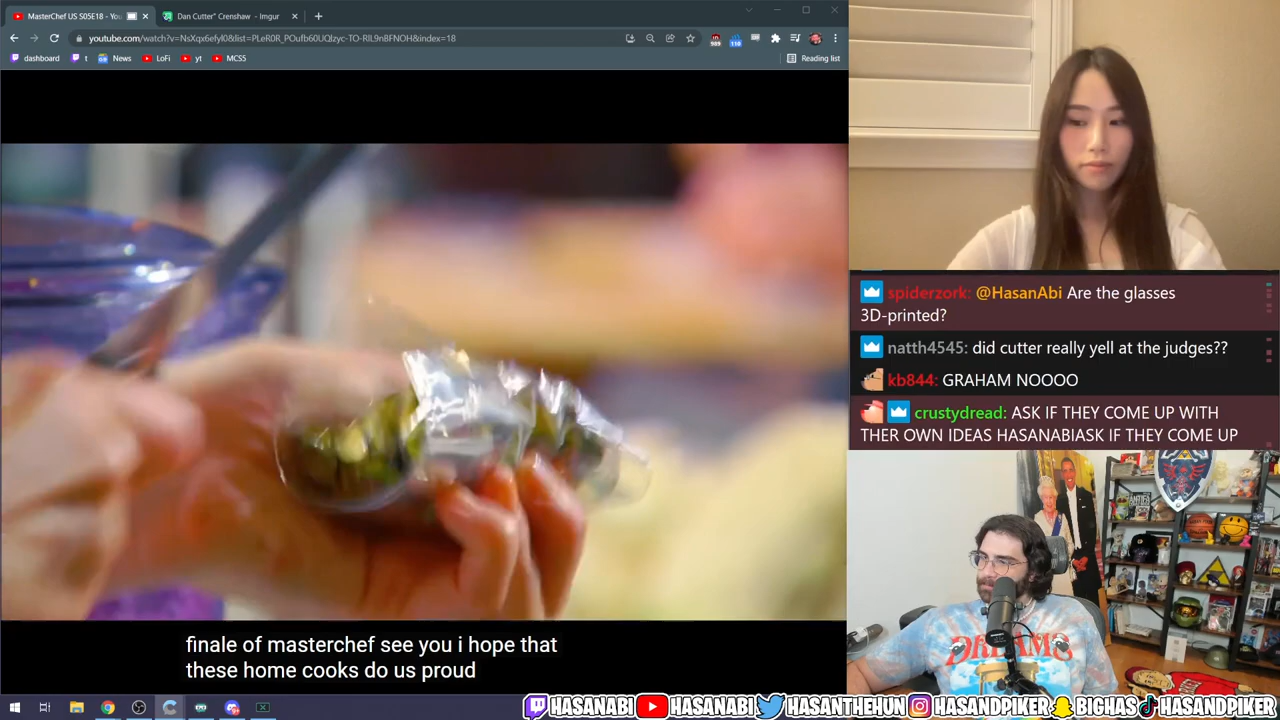 MasterChef US S05E18 - You
Dan Cutter" Crenshaw - Imgur
youtube.com/watch?v=NsXqx6efyI0&list=PLeR0R_POufb60UQlzyc-TO-RlL9nBFNOH&index=18
dashboard
t
News
LoFi
yt
MCSS
Reading list
989
110
spiderzork: @HasanAbi Are the glasses
3D-printed?
natth4545: did cutter really yell at the judges??
kb844: GRAHAM NOOOO
crustydread: ASK IF THEY COME UP WITH
THER OWN IDEAS HASANABIASK IF THEY COME UP
DREAMS
finale of masterchef see you i hope that
these home cooks do us proud
HASANABI
HASANABI
HASANTHEHUN
HASANDPIKER
BIGHAS
HASANDPIKER